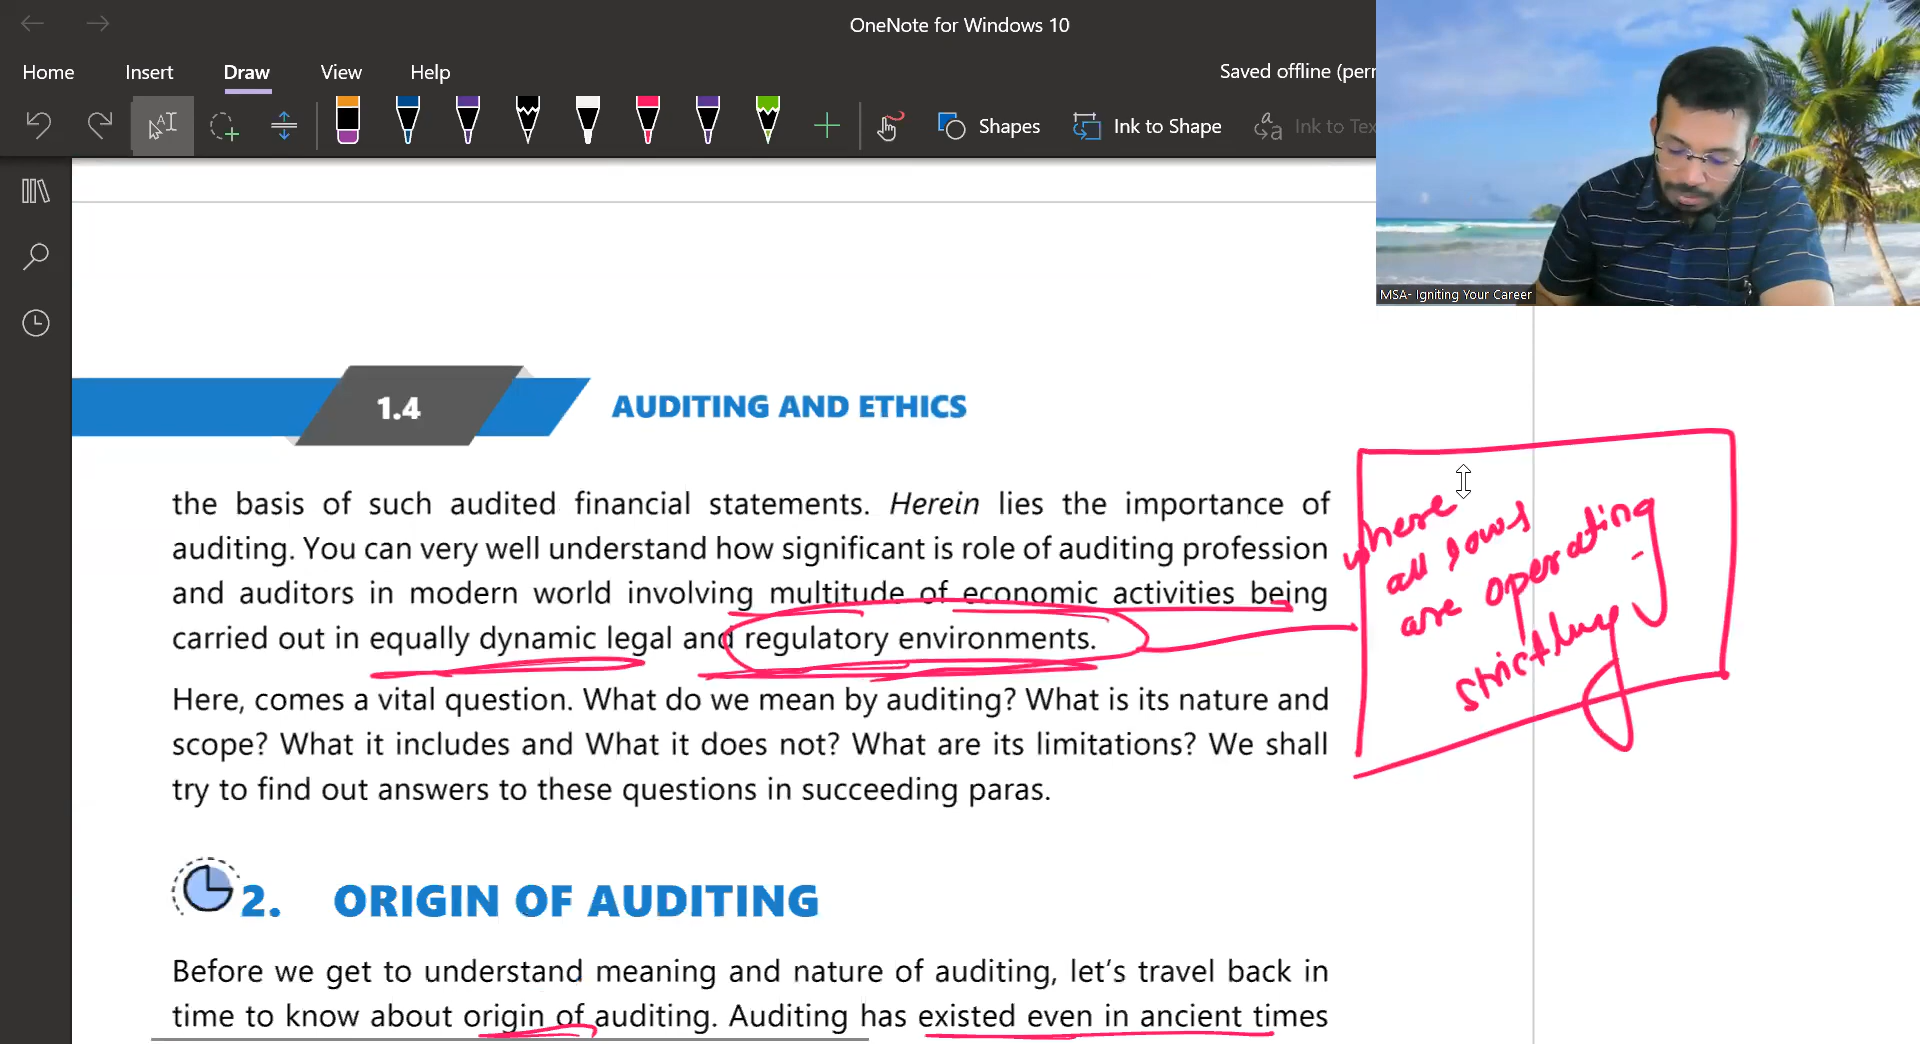 OneNote for Windows 10
Home Insert Draw View Help
Saved offline (per
Shapes Ink to Shape Ink to Tex
MSA- Igniting Your Career
1.4 AUDITING AND ETHICS
the basis of such audited financial statements. Herein lies the importance of
auditing. You can very well understand how significant is role of auditing profession
and auditors in modern world involving multitude of economic activities being
carried out in equally dynamic legal and regulatory environments.
where
all laws
are operating
strictly
Here, comes a vital question. What do we mean by auditing? What is its nature and
scope? What it includes and What it does not? What are its limitations? We shall
try to find out answers to these questions in succeeding paras.
2. ORIGIN OF AUDITING
Before we get to understand meaning and nature of auditing, let's travel back in
time to know about origin of auditing. Auditing has existed even in ancient times